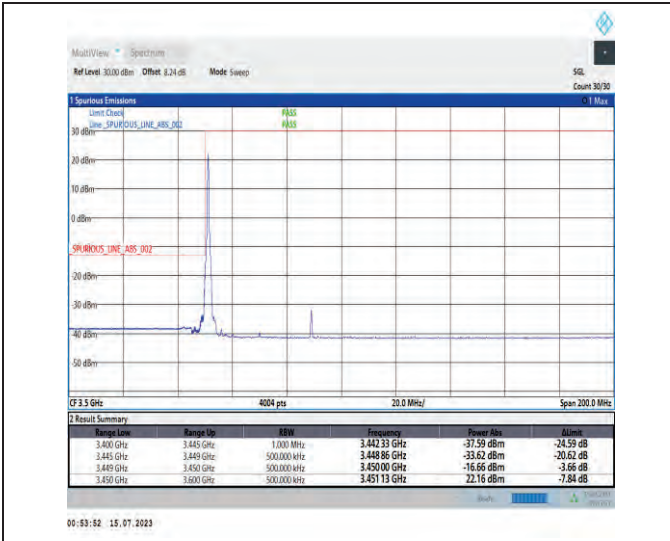 MultiView Spectrum
Ref Level 30.00 dBm Offset 8.24 dB Mode Sweep SGL
Count 30/30
1 Spurious Emissions 1 Max
Limit Check PASS
Line _SPURIOUS_LINE_ABS_002 PASS
30 dBm
20 dBm
10 dBm
0 dBm
_SPURIOUS_LINE_ABS_002
-20 dBm
-30 dBm
-40 dBm
-50 dBm
CF 3.5 GHz 4004 pts 20.0 MHz/ Span 200.0 MHz
2 Result Summary
Range Low Range Up RBW Frequency Power Abs ΔLimit
3.400 GHz 3.445 GHz 1.000 MHz 3.442 33 GHz -37.59 dBm -24.59 dB
3.445 GHz 3.449 GHz 500.000 kHz 3.448 86 GHz -33.62 dBm -20.62 dB
3.449 GHz 3.450 GHz 500.000 kHz 3.450 00 GHz -16.66 dBm -3.66 dB
3.450 GHz 3.600 GHz 500.000 kHz 3.451 13 GHz 22.16 dBm -7.84 dB
00:53:52 15.07.2023